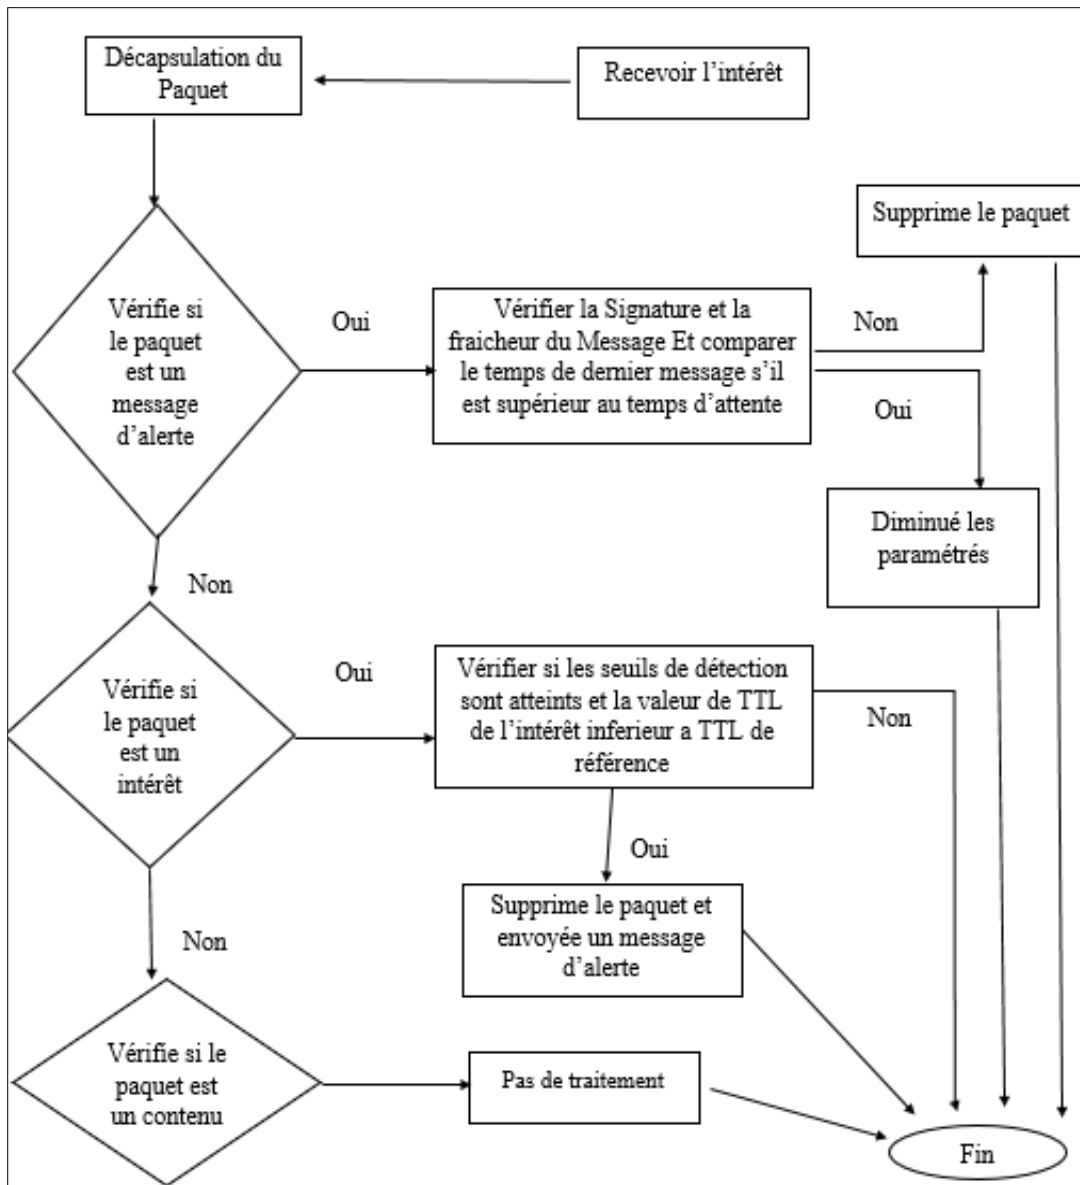 Décapsulation du
Paquet
Recevoir l'intérêt
Supprime le paquet
Vérifie si
le paquet
est un
message
d'alerte
Oui
Vérifier la Signature et la
fraicheur du Message Et comparer
le temps de dernier message s'il
est supérieur au temps d'attente
Non
Oui
Diminué les
paramétrés
Non
Vérifie si
le paquet
est un
intérêt
Oui
Vérifier si les seuils de détection
sont atteints et la valeur de TTL
de l'intérêt inferieur a TTL de
référence
Non
Oui
Supprime le paquet et
envoyée un message
d'alerte
Non
Vérifie si le
paquet est
un contenu
Pas de traitement
Fin